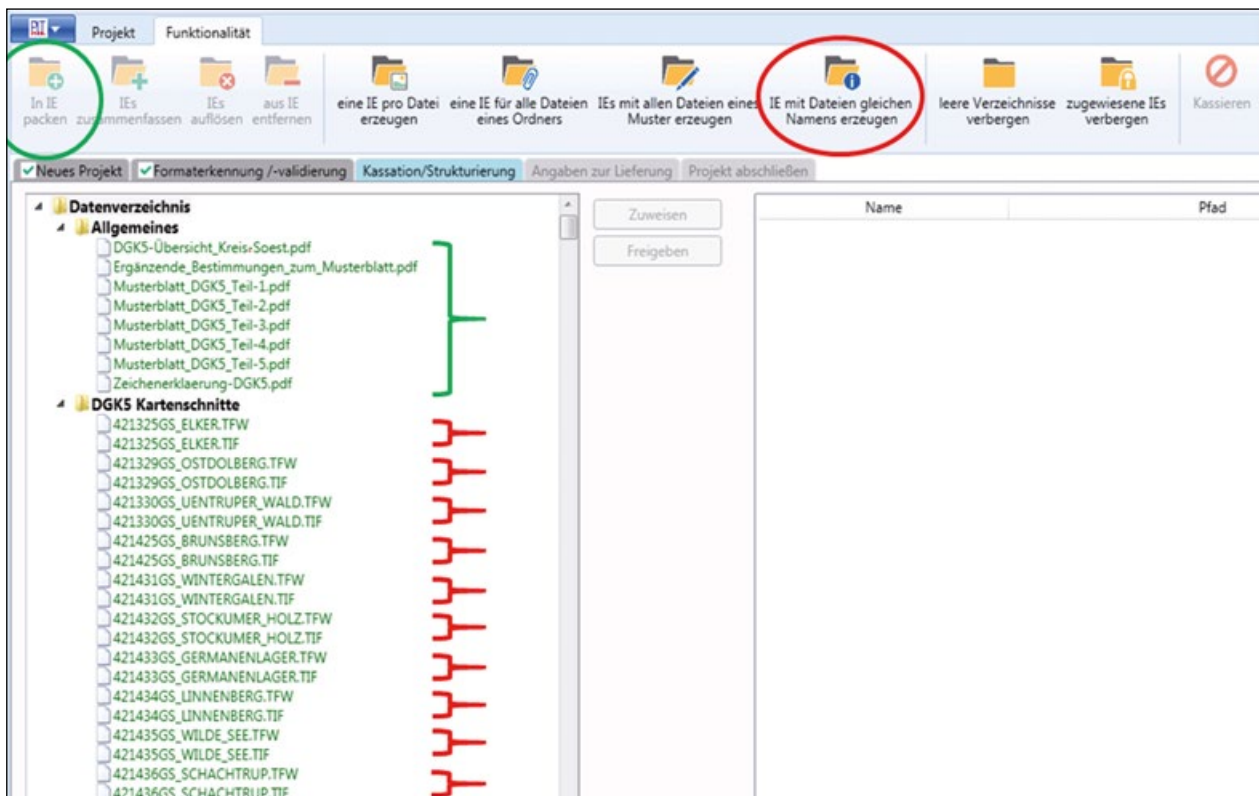 PIT
Projekt
Funktionalität
In IE
packen
IEs
zusammenfassen
IEs
auflösen
aus IE
entfernen
eine IE pro Datei
erzeugen
eine IE für alle Dateien
eines Ordners
IEs mit allen Dateien eines
Muster erzeugen
IE mit Dateien gleichen
Namens erzeugen
leere Verzeichnisse
verbergen
zugewiesene IEs
verbergen
Kassieren
Neues Projekt
Formaterkennung /-validierung
Kassation/Strukturierung
Angaben zur Lieferung
Projekt abschließen
Datenverzeichnis
Allgemeines
DGK5-Übersicht_Kreis-Soest.pdf
Ergänzende_Bestimmungen_zum_Musterblatt.pdf
Musterblatt_DGK5_Teil-1.pdf
Musterblatt_DGK5_Teil-2.pdf
Musterblatt_DGK5_Teil-3.pdf
Musterblatt_DGK5_Teil-4.pdf
Musterblatt_DGK5_Teil-5.pdf
Zeichenerklaerung-DGK5.pdf
DGK5 Kartenschnitte
421325GS_ELKER.TFW
421325GS_ELKER.TIF
421329GS_OSTDOLBERG.TFW
421329GS_OSTDOLBERG.TIF
421330GS_UENTRUPER_WALD.TFW
421330GS_UENTRUPER_WALD.TIF
421425GS_BRUNSBERG.TFW
421425GS_BRUNSBERG.TIF
421431GS_WINTERGALEN.TFW
421431GS_WINTERGALEN.TIF
421432GS_STOCKUMER_HOLZ.TFW
421432GS_STOCKUMER_HOLZ.TIF
421433GS_GERMANENLAGER.TFW
421433GS_GERMANENLAGER.TIF
421434GS_LINNENBERG.TFW
421434GS_LINNENBERG.TIF
421435GS_WILDE_SEE.TFW
421435GS_WILDE_SEE.TIF
421436GS_SCHACHTRUP.TFW
421436GS_SCHACHTRUP.TIF
Zuweisen
Freigeben
Name
Pfad